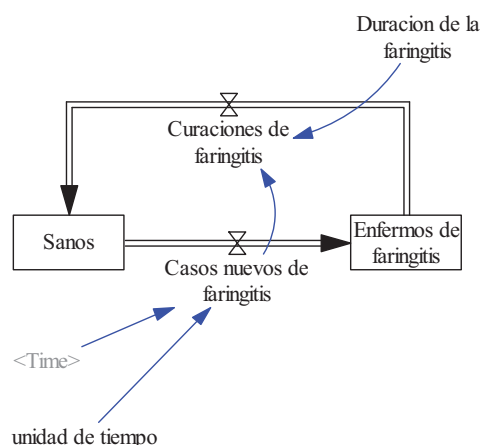 Duracion de la
faringitis
Curaciones de
faringitis
Sanos
Enfermos de
faringitis
Casos nuevos de
faringitis
<Time>
unidad de tiempo